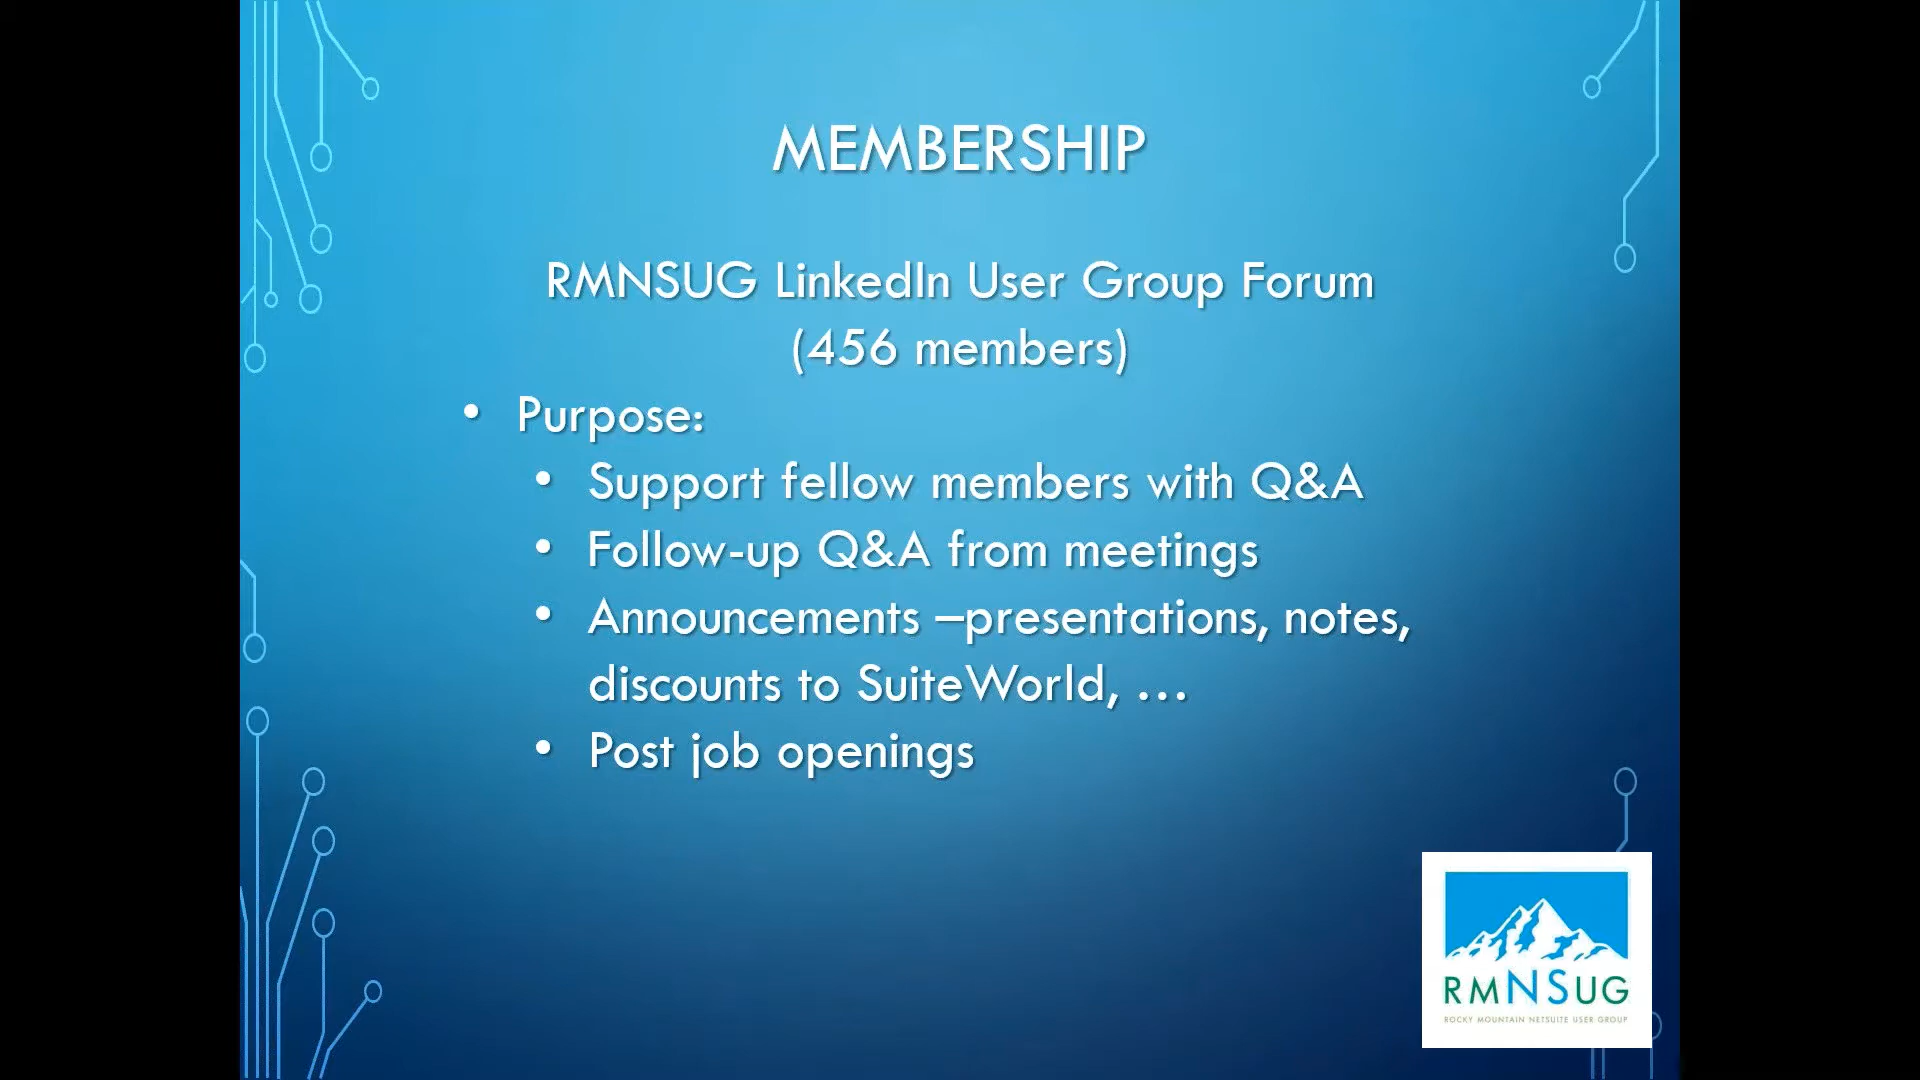 MEMBERSHIP
RMNSUG LinkedIn User Group Forum
(456 members)
• Purpose:
• Support fellow members with Q&A
• Follow-up Q&A from meetings
• Announcements –presentations, notes,
discounts to SuiteWorld, …
• Post job openings
RMNSUG
ROCKY MOUNTAIN NETSUITE USER GROUP